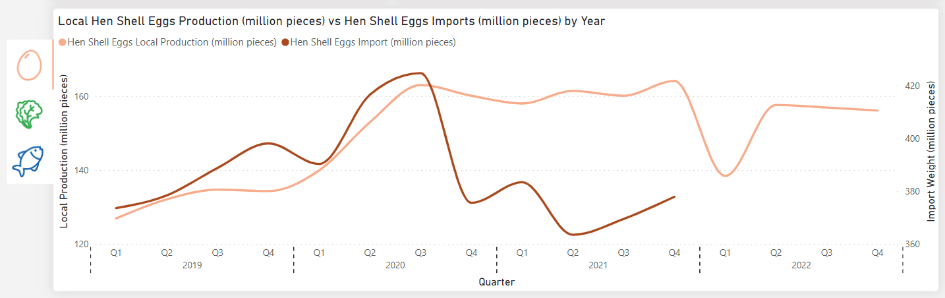 Local Hen Shell Eggs Production (million pieces) vs Hen Shell Eggs Imports (million pieces) by Year
Hen Shell Eggs Local Production (million pieces) Hen Shell Eggs Import (million pieces)
Local Production (million pieces)
160
140
120
420
400
380
360
Import Weight (million pieces)
Q1 Q2 Q3 Q4 Q1 Q2 Q3 Q4 Q1 Q2 Q3 Q4 Q1 Q2 Q3 Q4
2019 2020 2021 2022
Quarter